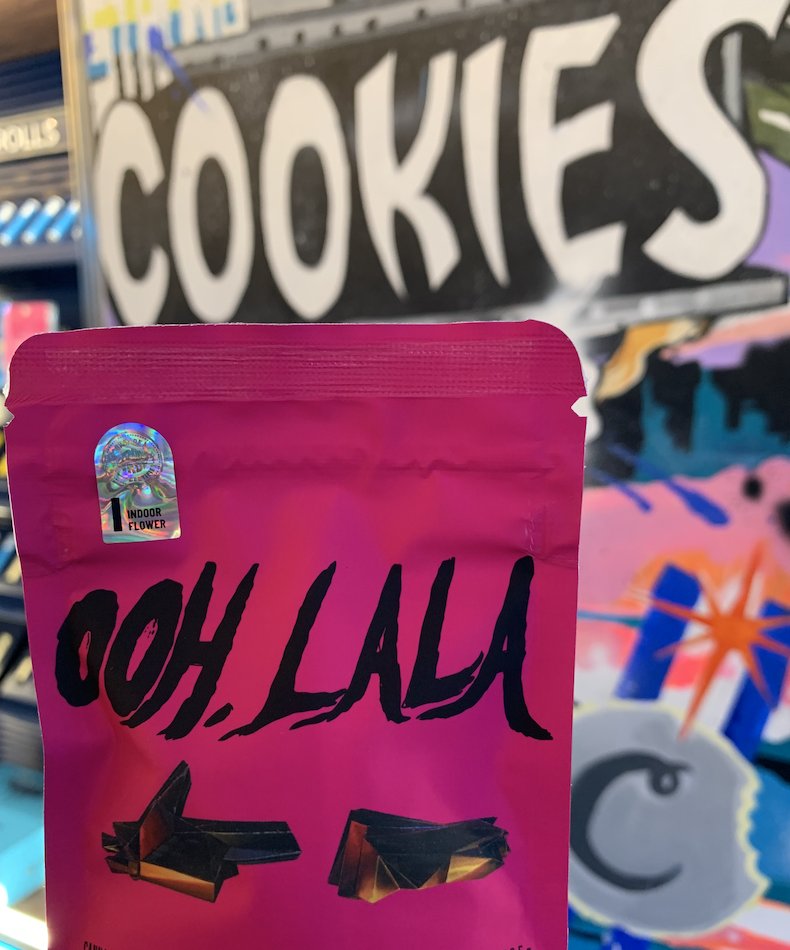 COOKIES
ROLLS
INDOOR
FLOWER
OOH, LALA
C